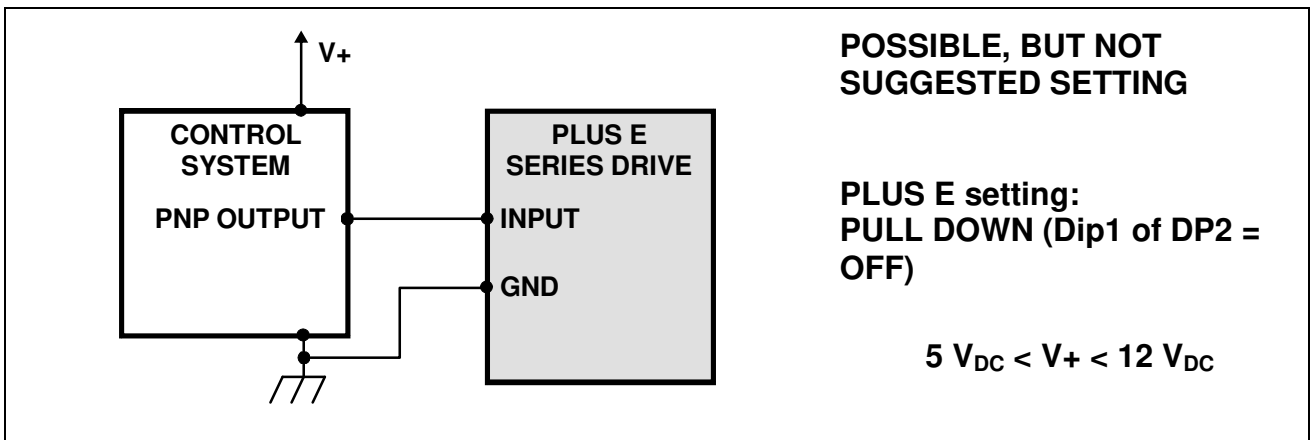 V+
CONTROL
SYSTEM
PNP OUTPUT
PLUS E
SERIES DRIVE
INPUT
GND
POSSIBLE, BUT NOT
SUGGESTED SETTING
PLUS E setting:
PULL DOWN (Dip1 of DP2 =
OFF)
5 VDC < V+ < 12 VDC